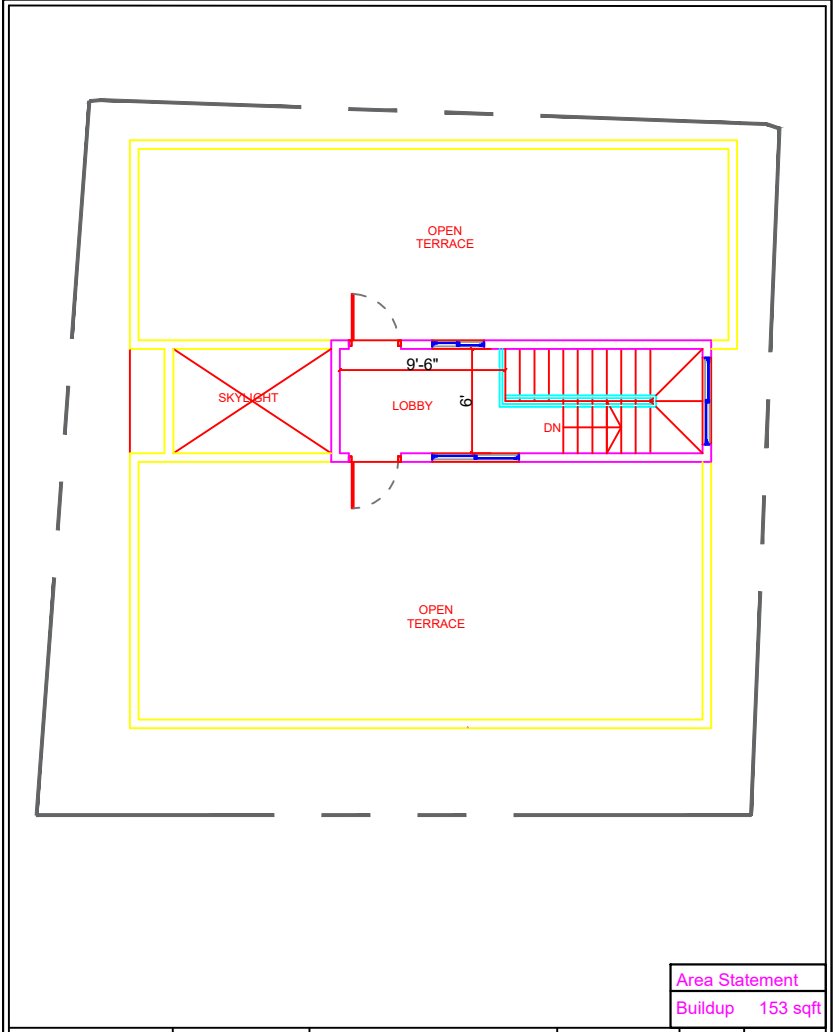 OPEN
TERRACE
9'-6"
SKYLIGHT
LOBBY
6'
DN
OPEN
TERRACE
Area Statement
Buildup 153 sqft